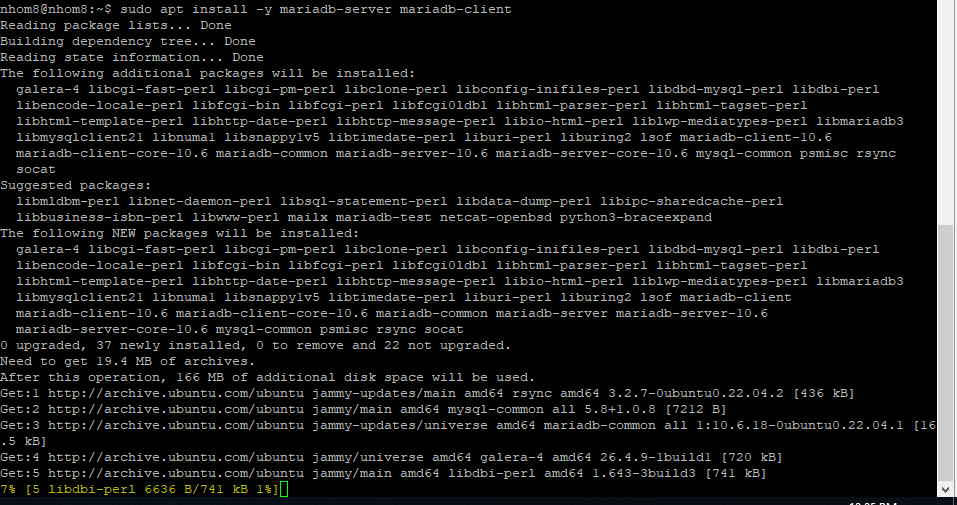 nhom8@nhom8:~$ sudo apt install -y mariadb-server mariadb-client
Reading package lists... Done
Building dependency tree... Done
Reading state information... Done
The following additional packages will be installed:
  galera-4 libcgi-fast-perl libcgi-pm-perl libclone-perl libconfig-inifiles-perl libdbd-mysql-perl libdbi-perl
  libencode-locale-perl libfcgi-bin libfcgi-perl libfcgi0ldbl libhtml-parser-perl libhtml-tagset-perl
  libhtml-template-perl libhttp-date-perl libhttp-message-perl libio-html-perl liblwp-mediatypes-perl libmariadb3
  libmysqlclient21 libnuma1 libsnappy1v5 libtimedate-perl liburi-perl liburing2 lsof mariadb-client-10.6
  mariadb-client-core-10.6 mariadb-common mariadb-server-10.6 mariadb-server-core-10.6 mysql-common psmisc rsync
  socat
Suggested packages:
  libmldbm-perl libnet-daemon-perl libsql-statement-perl libdata-dump-perl libipc-sharedcache-perl
  libbusiness-isbn-perl libwww-perl mailx mariadb-test netcat-openbsd python3-braceexpand
The following NEW packages will be installed:
  galera-4 libcgi-fast-perl libcgi-pm-perl libclone-perl libconfig-inifiles-perl libdbd-mysql-perl libdbi-perl
  libencode-locale-perl libfcgi-bin libfcgi-perl libfcgi0ldbl libhtml-parser-perl libhtml-tagset-perl
  libhtml-template-perl libhttp-date-perl libhttp-message-perl libio-html-perl liblwp-mediatypes-perl libmariadb3
  libmysqlclient21 libnuma1 libsnappy1v5 libtimedate-perl liburi-perl liburing2 lsof mariadb-client
  mariadb-client-10.6 mariadb-client-core-10.6 mariadb-common mariadb-server mariadb-server-10.6
  mariadb-server-core-10.6 mysql-common psmisc rsync socat
0 upgraded, 37 newly installed, 0 to remove and 22 not upgraded.
Need to get 19.4 MB of archives.
After this operation, 166 MB of additional disk space will be used.
Get:1 http://archive.ubuntu.com/ubuntu jammy-updates/main amd64 rsync amd64 3.2.7-0ubuntu0.22.04.2 [436 kB]
Get:2 http://archive.ubuntu.com/ubuntu jammy/main amd64 mysql-common all 5.8+1.0.8 [7212 B]
Get:3 http://archive.ubuntu.com/ubuntu jammy-updates/universe amd64 mariadb-common all 1:10.6.18-0ubuntu0.22.04.1 [16
.5 kB]
Get:4 http://archive.ubuntu.com/ubuntu jammy/universe amd64 galera-4 amd64 26.4.9-1build1 [720 kB]
Get:5 http://archive.ubuntu.com/ubuntu jammy/main amd64 libdbi-perl amd64 1.643-3build3 [741 kB]
7% [5 libdbi-perl 6636 B/741 kB 1%]